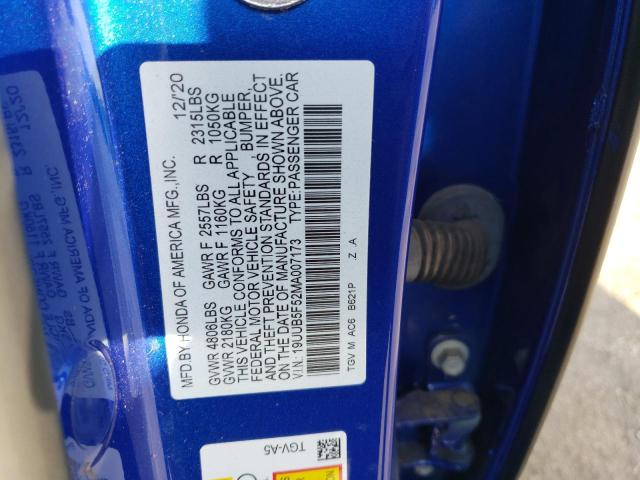 MFD.BY HONDA OF AMERICA MFG.,INC. 12/'20
GVWR 4806LBS GAWR F 2557LBS R 2315LBS
GVWR 2180KG GAWR F 1160KG R 1050KG
THIS VEHICLE CONFORMS TO ALL APPLICABLE
FEDERAL MOTOR VEHICLE SAFETY , BUMPER,
AND THEFT PREVENTION STANDARDS IN EFFECT
ON THE DATE OF MANUFACTURE SHOWN ABOVE.
V.I.N.: 19UUB5F52MA007173 TYPE:PASSENGER CAR
TGV M AC6 B621P Z .A
TGV-A5